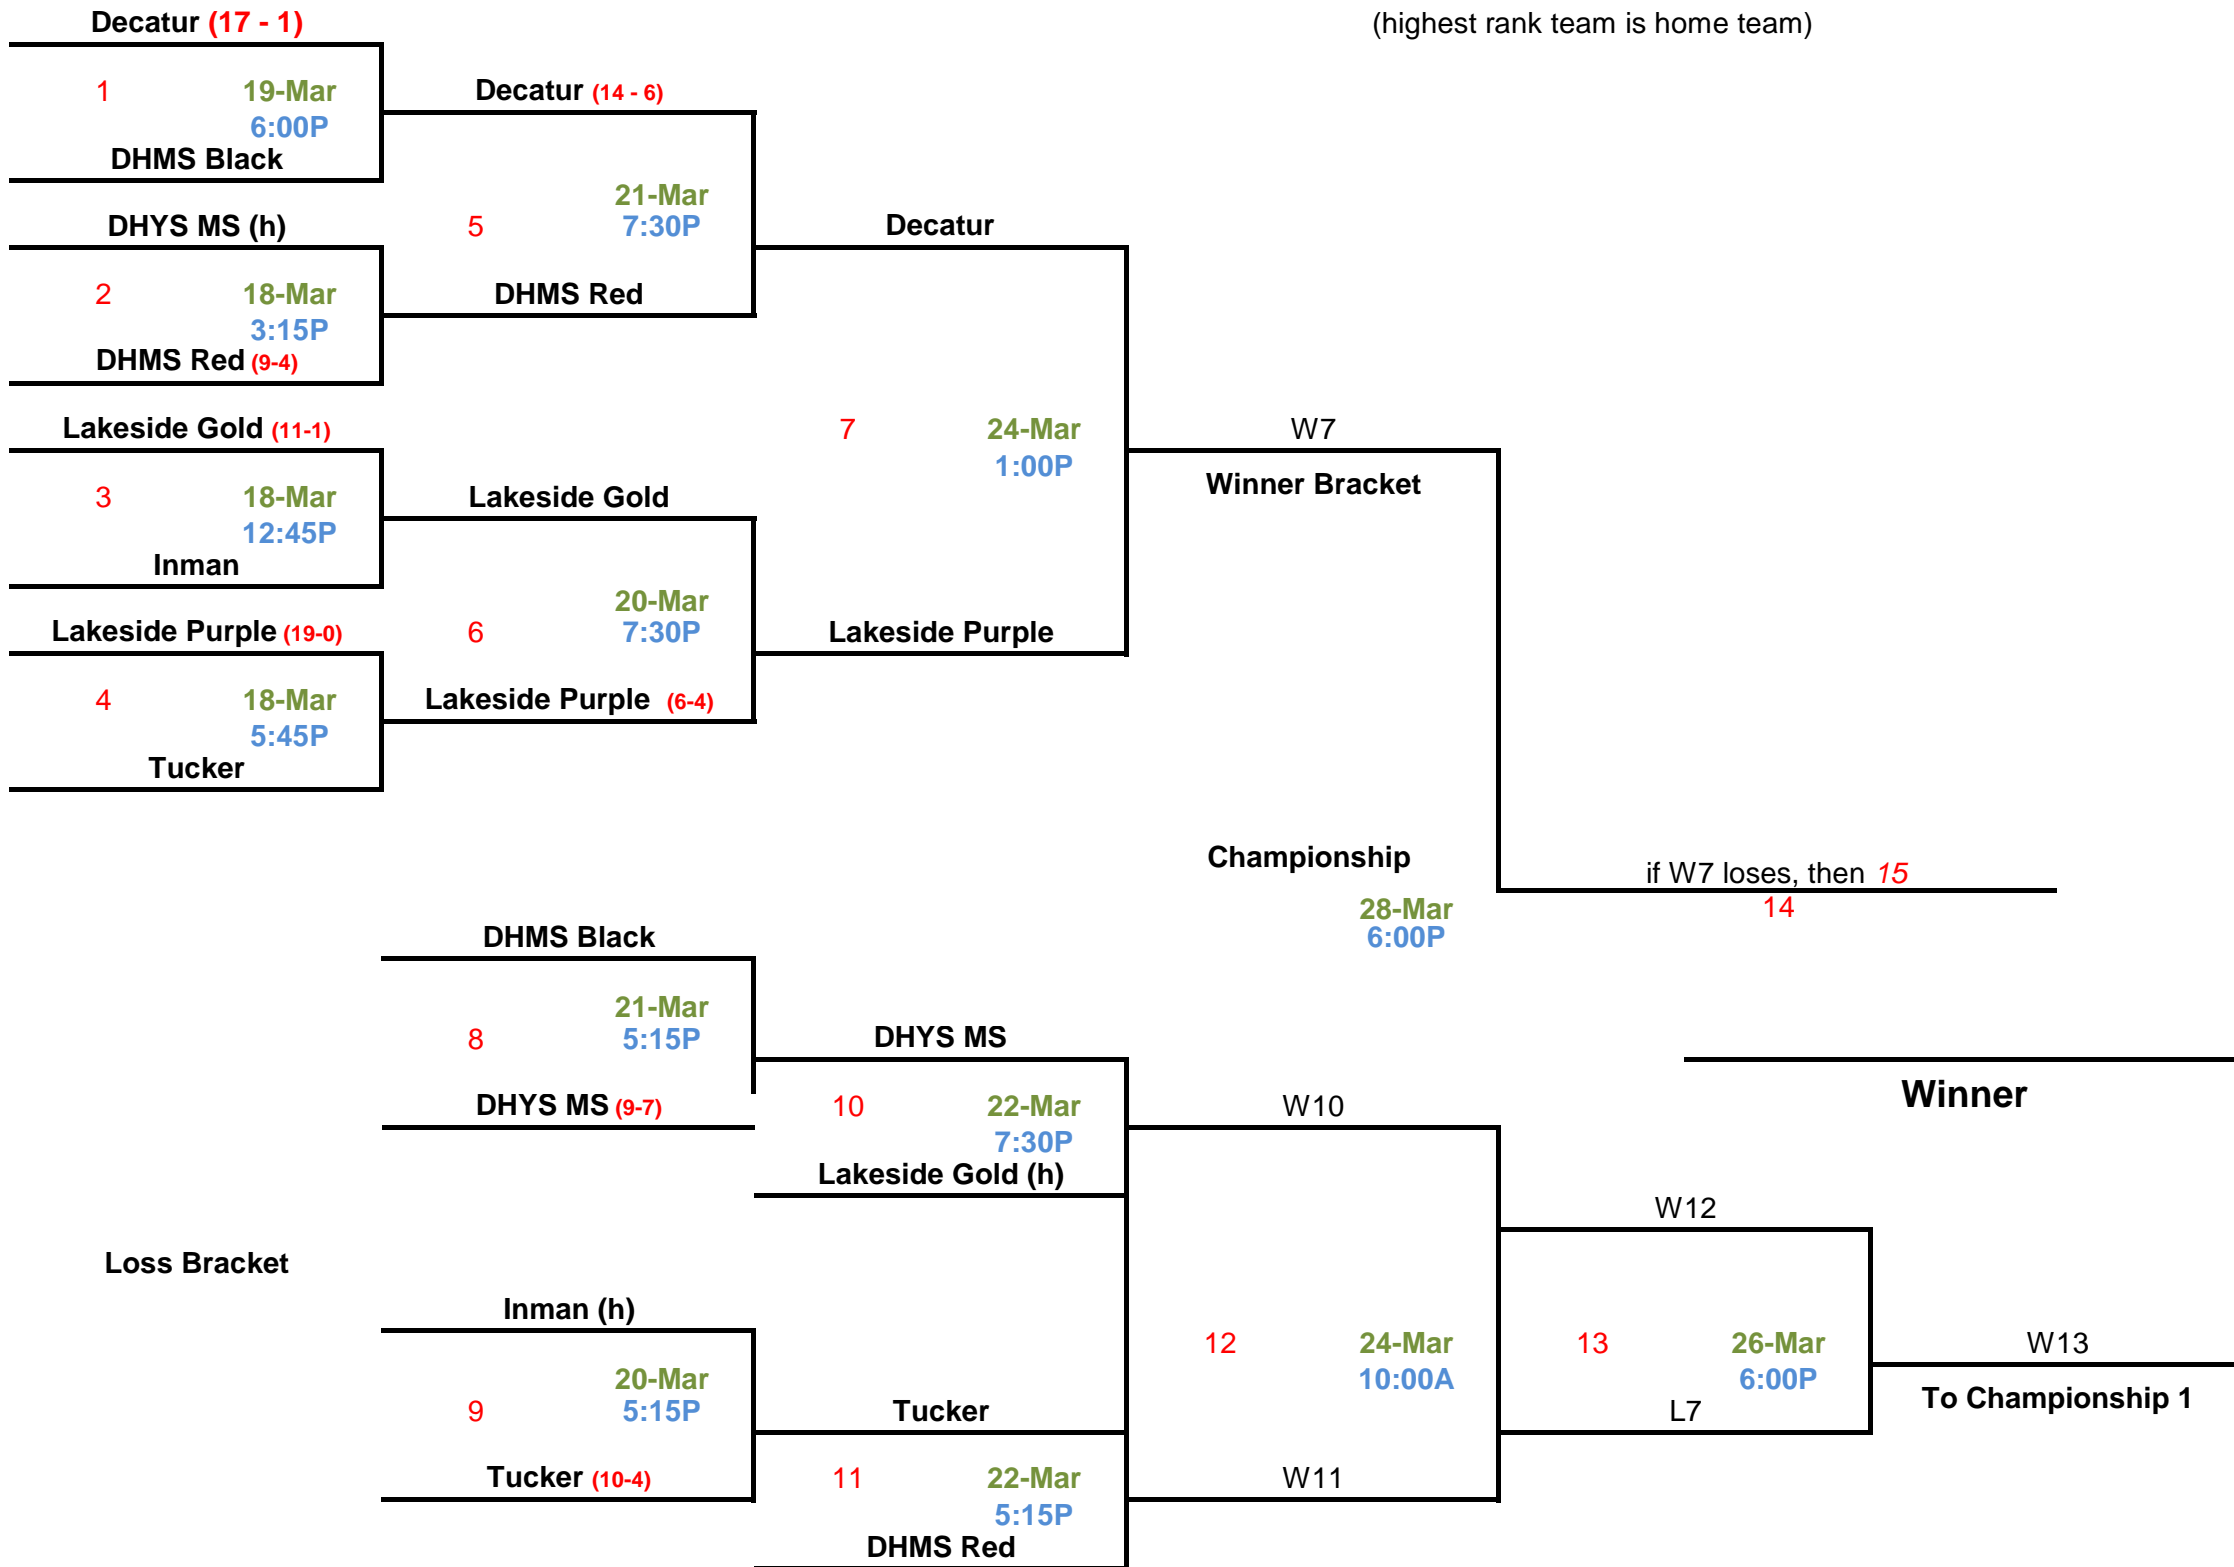 Decatur (17 - 1)
(highest rank team is home team)
1
19-Mar
6:00P
DHMS Black
Decatur (14 - 6)
DHYS MS (h)
5
21-Mar
7:30P
Decatur
2
18-Mar
3:15P
DHMS Red (9-4)
DHMS Red
Lakeside Gold (11-1)
7
24-Mar
1:00P
W7
Winner Bracket
3
18-Mar
12:45P
Inman
Lakeside Gold
Lakeside Purple (19-0)
6
20-Mar
7:30P
Lakeside Purple
4
18-Mar
5:45P
Tucker
Lakeside Purple (6-4)
Championship
28-Mar
6:00P
if W7 loses, then 15
14
DHMS Black
8
21-Mar
5:15P
DHYS MS
DHYS MS (9-7)
10
22-Mar
7:30P
Lakeside Gold (h)
W10
Winner
W12
Loss Bracket
Inman (h)
9
20-Mar
5:15P
Tucker
12
24-Mar
10:00A
13
26-Mar
6:00P
L7
W13
To Championship 1
Tucker (10-4)
11
22-Mar
5:15P
DHMS Red
W11